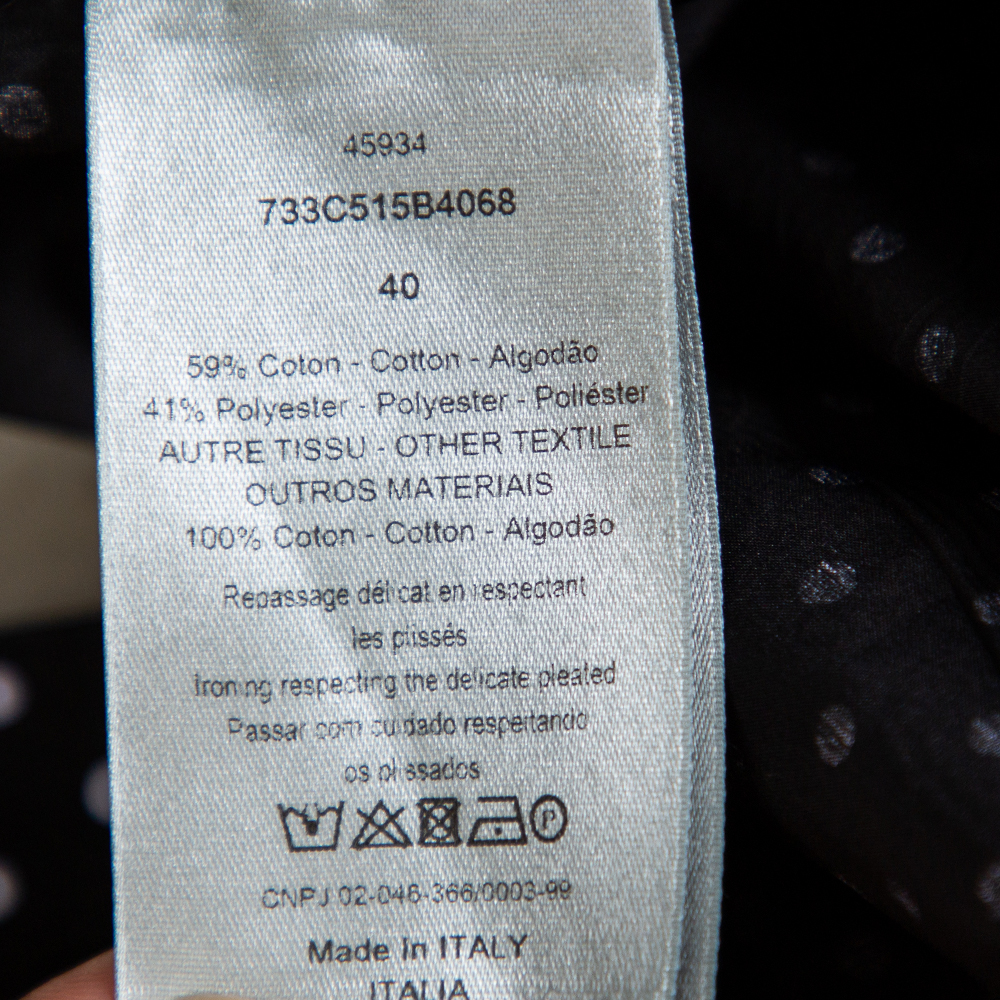 45934
733C515B4068
40
59% Coton - Cotton - Algodão
41% Polyester - Polyester - Poliéster
AUTRE TISSU - OTHER TEXTILE
OUTROS MATERIAIS
100% Coton - Cotton - Algodão
Repassage délicat en respectant
les plissés
Ironing respecting the delicate pleated
Passar com cuidado respeitando
os plissados
P
CNPJ 02-046-366/0003-99
Made in ITALY
ITALIA